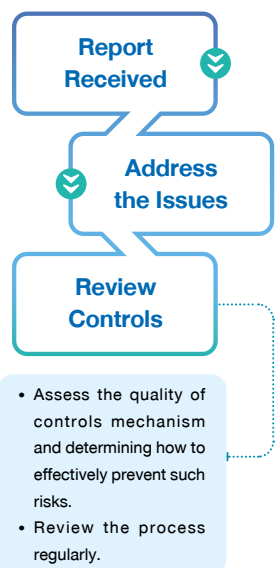 Report
Received
Address
the Issues
Review
Controls
• Assess the quality of
controls mechanism
and determining how to
effectively prevent such
risks.
• Review the process
regularly.